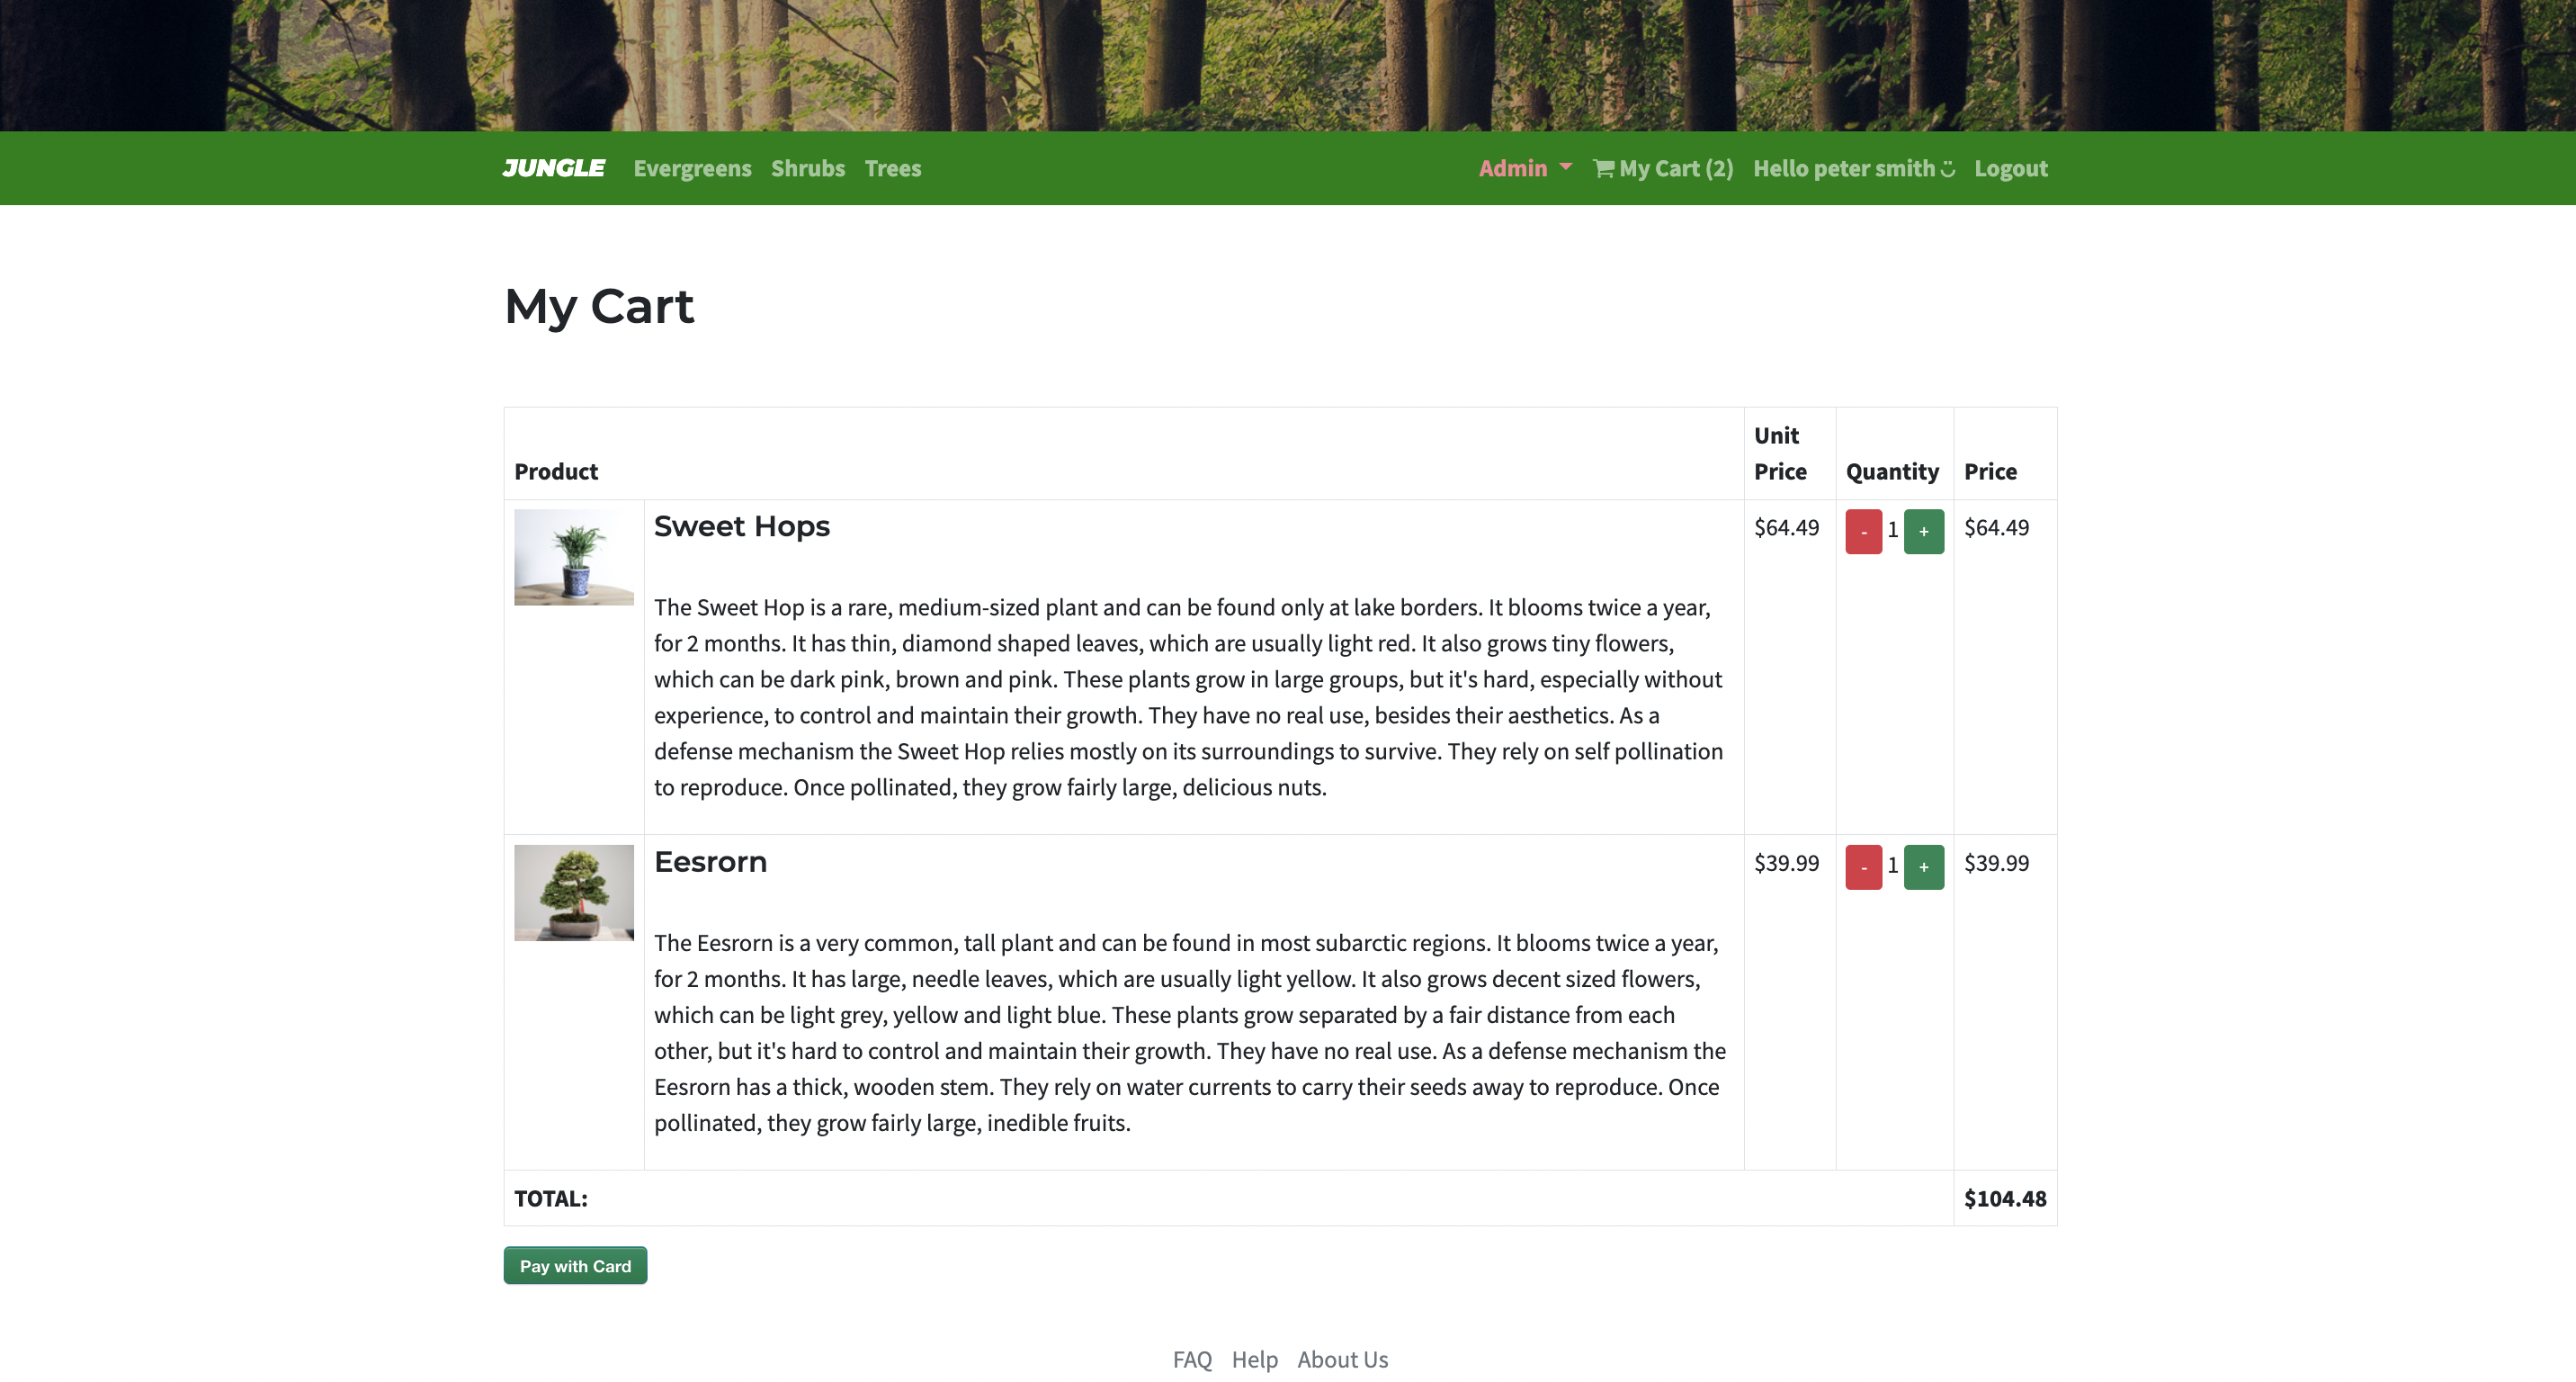 JUNGLE Evergreens Shrubs Trees Admin My Cart (2) Hello peter smith Logout
My Cart
Product Unit Price Quantity Price
Sweet Hops $64.49 - 1 + $64.49
The Sweet Hop is a rare, medium-sized plant and can be found only at lake borders. It blooms twice a year,
for 2 months. It has thin, diamond shaped leaves, which are usually light red. It also grows tiny flowers,
which can be dark pink, brown and pink. These plants grow in large groups, but it's hard, especially without
experience, to control and maintain their growth. They have no real use, besides their aesthetics. As a
defense mechanism the Sweet Hop relies mostly on its surroundings to survive. They rely on self pollination
to reproduce. Once pollinated, they grow fairly large, delicious nuts.
Eesrorn $39.99 - 1 + $39.99
The Eesrorn is a very common, tall plant and can be found in most subarctic regions. It blooms twice a year,
for 2 months. It has large, needle leaves, which are usually light yellow. It also grows decent sized flowers,
which can be light grey, yellow and light blue. These plants grow separated by a fair distance from each
other, but it's hard to control and maintain their growth. They have no real use. As a defense mechanism the
Eesrorn has a thick, wooden stem. They rely on water currents to carry their seeds away to reproduce. Once
pollinated, they grow fairly large, inedible fruits.
TOTAL: $104.48
Pay with Card
FAQ Help About Us